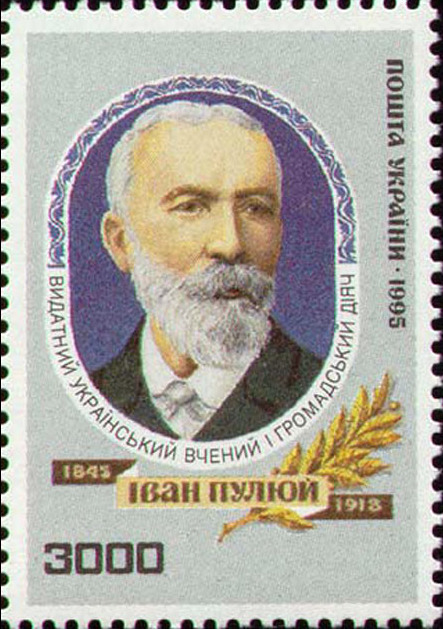 ПОШТА УКРАЇНИ · 1995
ВИДАТНИЙ УКРАЇНСЬКИЙ ВЧЕНИЙ І ГРОМАДСЬКИЙ ДІЯЧ
1845
ІВАН ПУЛЮЙ
1918
3000